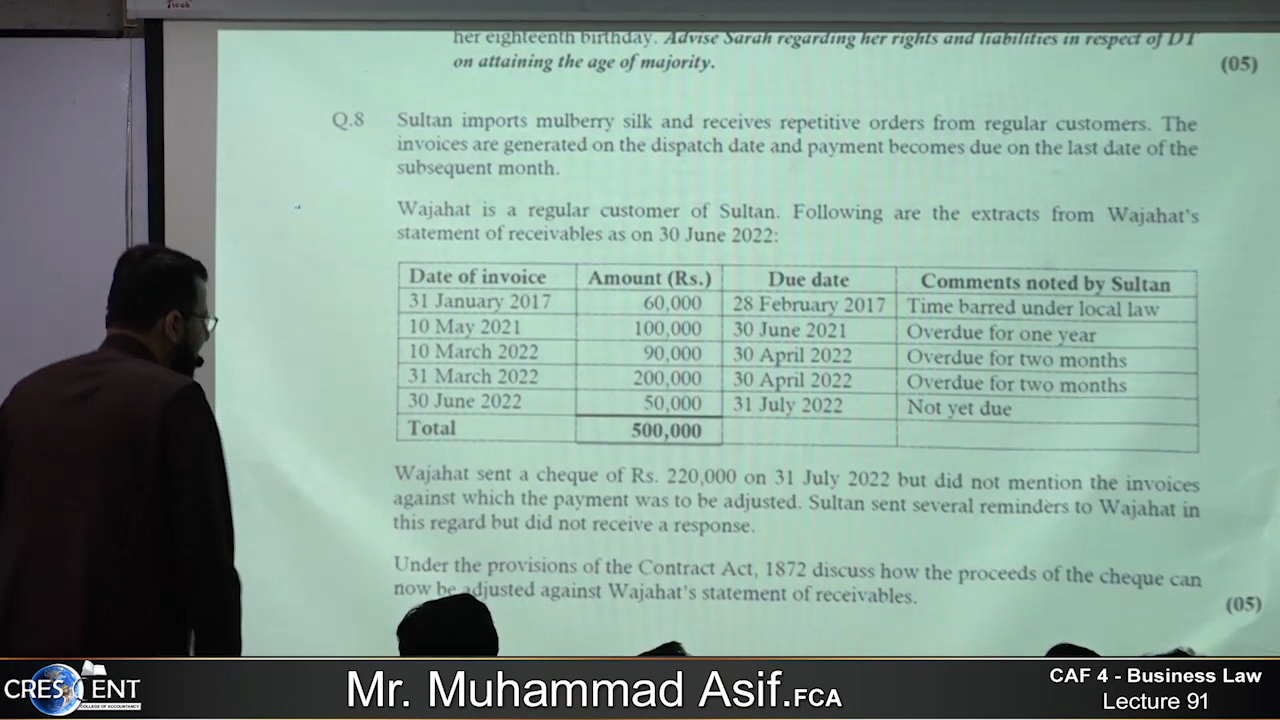 her eighteenth birthday. Advise Sarah regarding her rights and liabilities in respect of DT
on attaining the age of majority. (05)
Q.8 Sultan imports mulberry silk and receives repetitive orders from regular customers. The
invoices are generated on the dispatch date and payment becomes due on the last date of the
subsequent month.
Wajahat is a regular customer of Sultan. Following are the extracts from Wajahat's
statement of receivables as on 30 June 2022:
Date of invoice Amount (Rs.) Due date Comments noted by Sultan
31 January 2017 60,000 28 February 2017 Time barred under local law
10 May 2021 100,000 30 June 2021 Overdue for one year
10 March 2022 90,000 30 April 2022 Overdue for two months
31 March 2022 200,000 30 April 2022 Overdue for two months
30 June 2022 50,000 31 July 2022 Not yet due
Total 500,000
Wajahat sent a cheque of Rs. 220,000 on 31 July 2022 but did not mention the invoices
against which the payment was to be adjusted. Sultan sent several reminders to Wajahat in
this regard but did not receive a response.
Under the provisions of the Contract Act, 1872 discuss how the proceeds of the cheque can
now be adjusted against Wajahat's statement of receivables. (05)
CRESCENT
COLLEGE OF ACCOUNTANCY
Mr. Muhammad Asif.FCA
CAF 4 - Business Law
Lecture 91